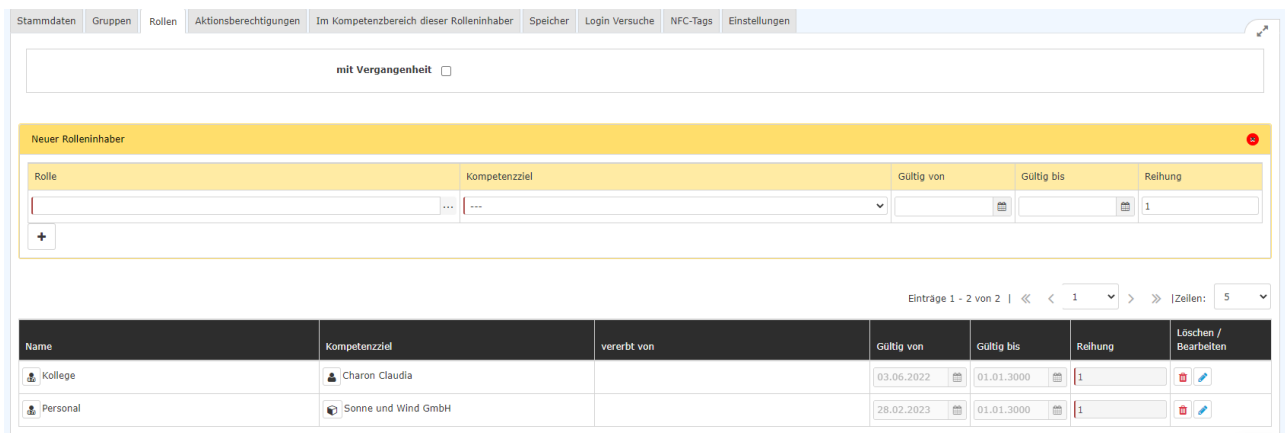 Stammdaten Gruppen Rollen Aktionsberechtigungen Im Kompetenzbereich dieser Rolleninhaber Speicher Login Versuche NFC-Tags Einstellungen
mit Vergangenheit
Neuer Rolleninhaber
Rolle Kompetenzziel Gültig von Gültig bis Reihung
... --- 1
+
Einträge 1 - 2 von 2 | 1 |Zeilen: 5
Name Kompetenzziel vererbt von Gültig von Gültig bis Reihung Löschen /
Bearbeiten
Kollege Charon Claudia 03.06.2022 01.01.3000 1
Personal Sonne und Wind GmbH 28.02.2023 01.01.3000 1